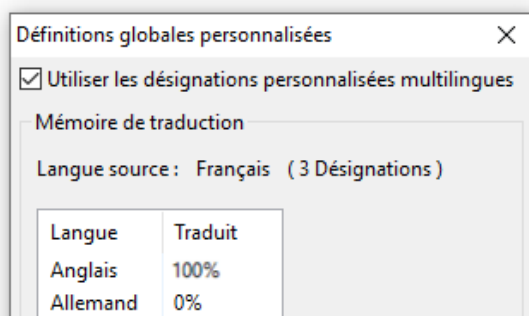 Définitions globales personnalisées
Utiliser les désignations personnalisées multilingues
Mémoire de traduction
Langue source : Français ( 3 Désignations )
Langue Traduit
Anglais 100%
Allemand 0%